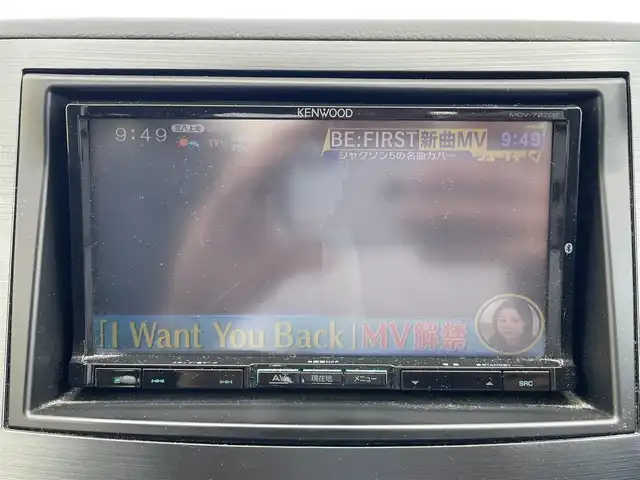 KENWOOD
9:49
BE:FIRST 新曲MV 9:49
ジャクソン5の名曲カバー
「I Want You Back」MV解禁
AV
現在地
メニュー
SRC